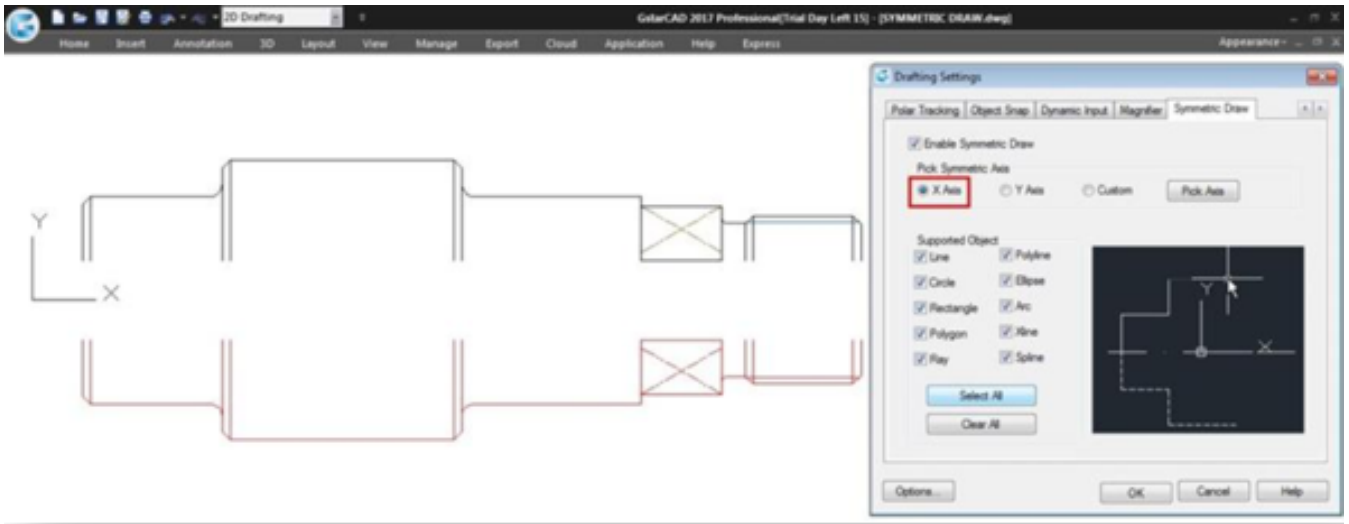 2D Drafting
GstarCAD 2017 Professional[Trial Day Left 15] - [SYMMETRIC DRAW.dwg]
Home Insert Annotation 3D Layout View Manage Export Cloud Application Help Express
Appearance
Drafting Settings
Polar Tracking Object Snap Dynamic Input Magnifier Symmetric Draw
Enable Symmetric Draw
Pick Symmetric Axis
X Axis Y Axis Custom Pick Axis
Supported Object
Line Polyline
Circle Ellipse
Rectangle Arc
Polygon Xline
Ray Spline
Select All
Clear All
Options... OK Cancel Help
Y
X
Y
X